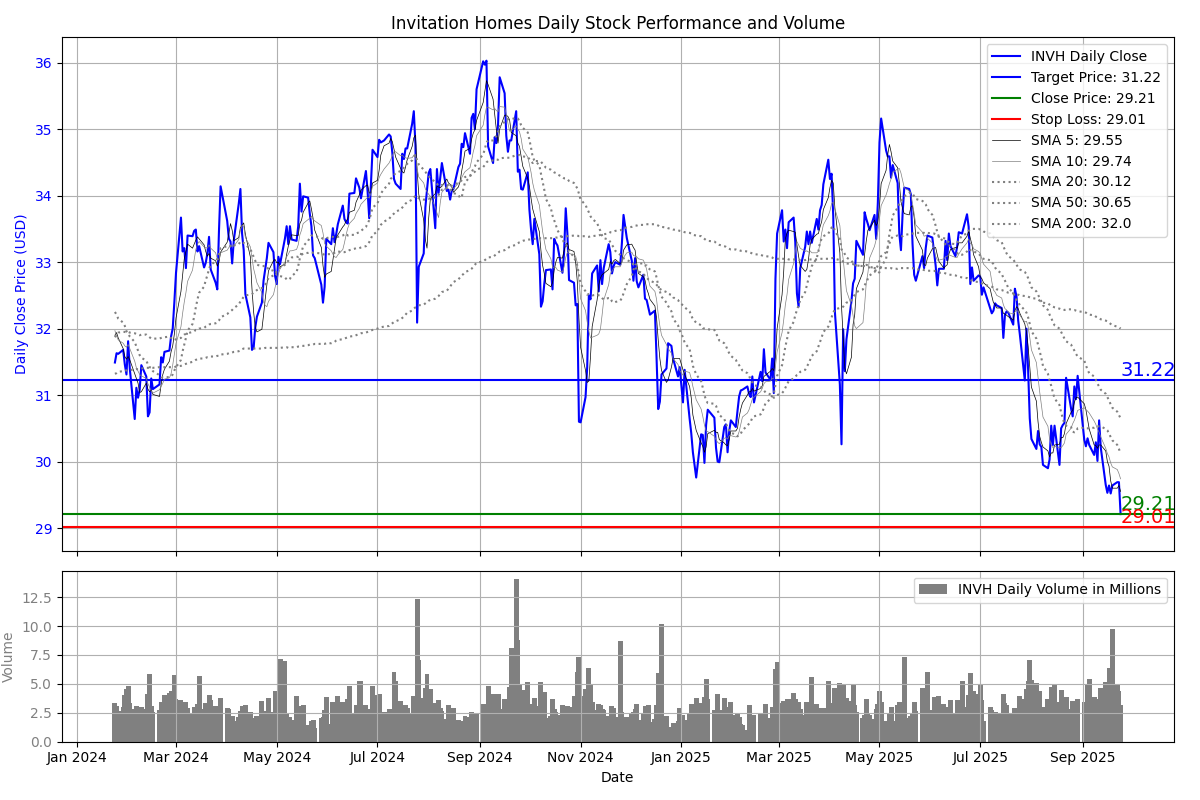 Invitation Homes Daily Stock Performance and Volume
Daily Close Price (USD)
36
35
34
33
32
31
30
29
INVH Daily Close
Target Price: 31.22
Close Price: 29.21
Stop Loss: 29.01
SMA 5: 29.55
SMA 10: 29.74
SMA 20: 30.12
SMA 50: 30.65
SMA 200: 32.0
31.22
29.21
29.01
Volume
12.5
10.0
7.5
5.0
2.5
0.0
INVH Daily Volume in Millions
Jan 2024 Mar 2024 May 2024 Jul 2024 Sep 2024 Nov 2024 Jan 2025 Mar 2025 May 2025 Jul 2025 Sep 2025
Date